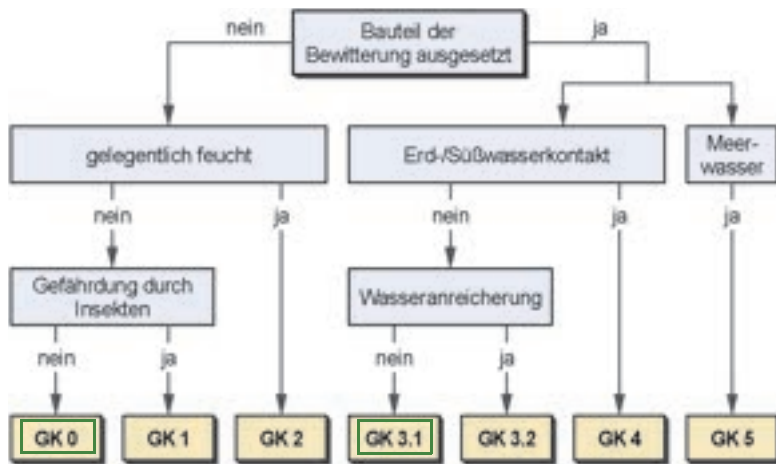 nein
Bauteil der
Bewitterung ausgesetzt
ja
gelegentlich feucht
Erd-/Süßwasserkontakt
Meer-
wasser
nein
ja
nein
ja
ja
Gefährdung durch
Insekten
Wasseranreicherung
nein
ja
nein
ja
GK 0
GK 1
GK 2
GK 3.1
GK 3.2
GK 4
GK 5